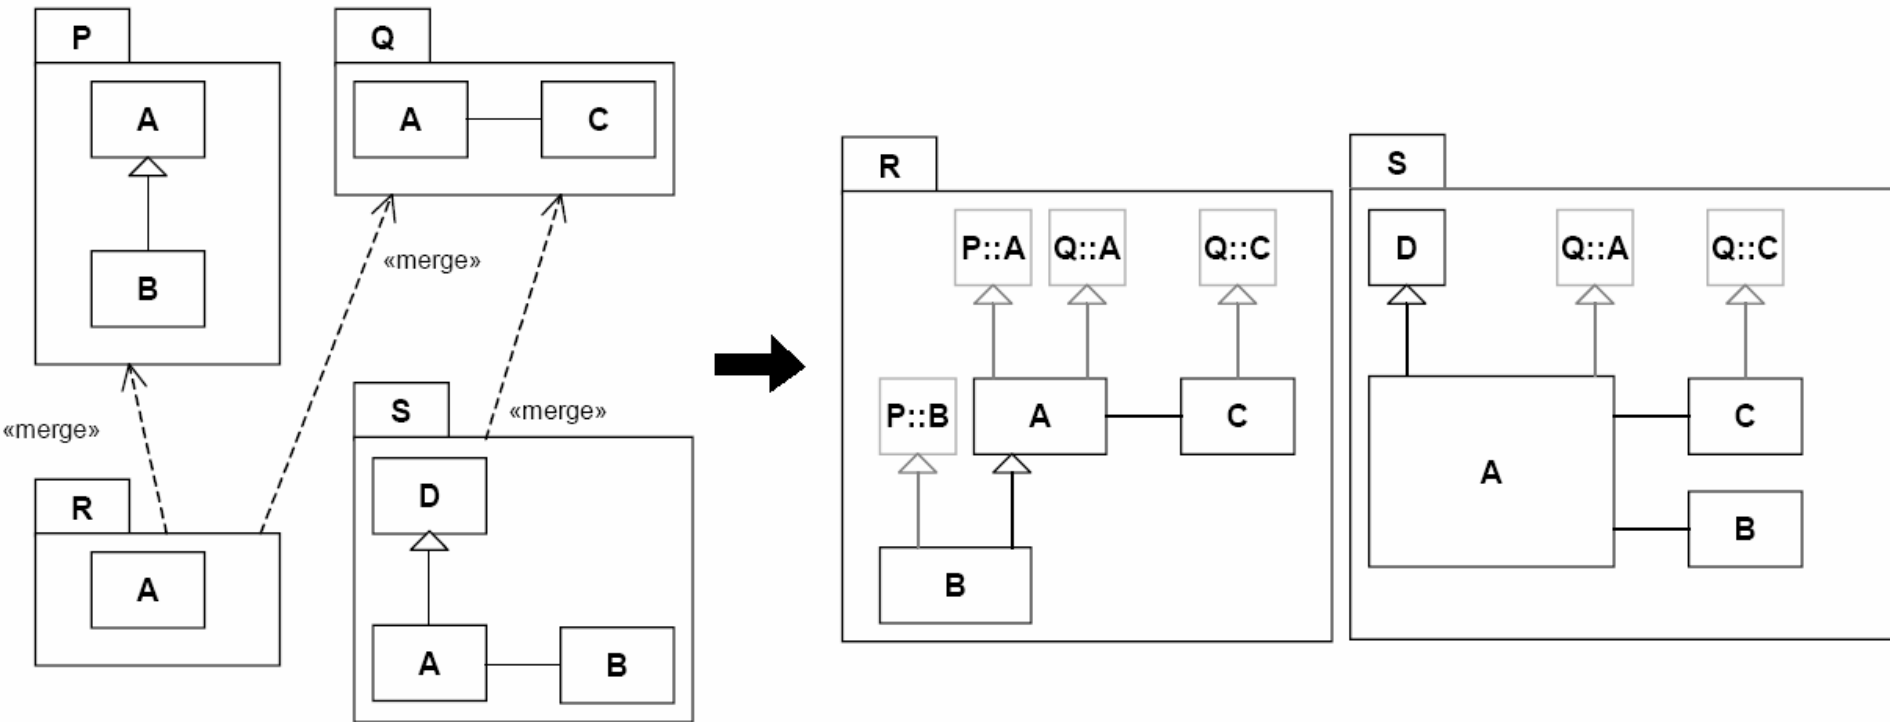 P
A
B
Q
A C
«merge»
«merge»
«merge»
R
A
S
D
A B
R
P::A Q::A Q::C
P::B A C
B
S
D Q::A Q::C
A
C
B